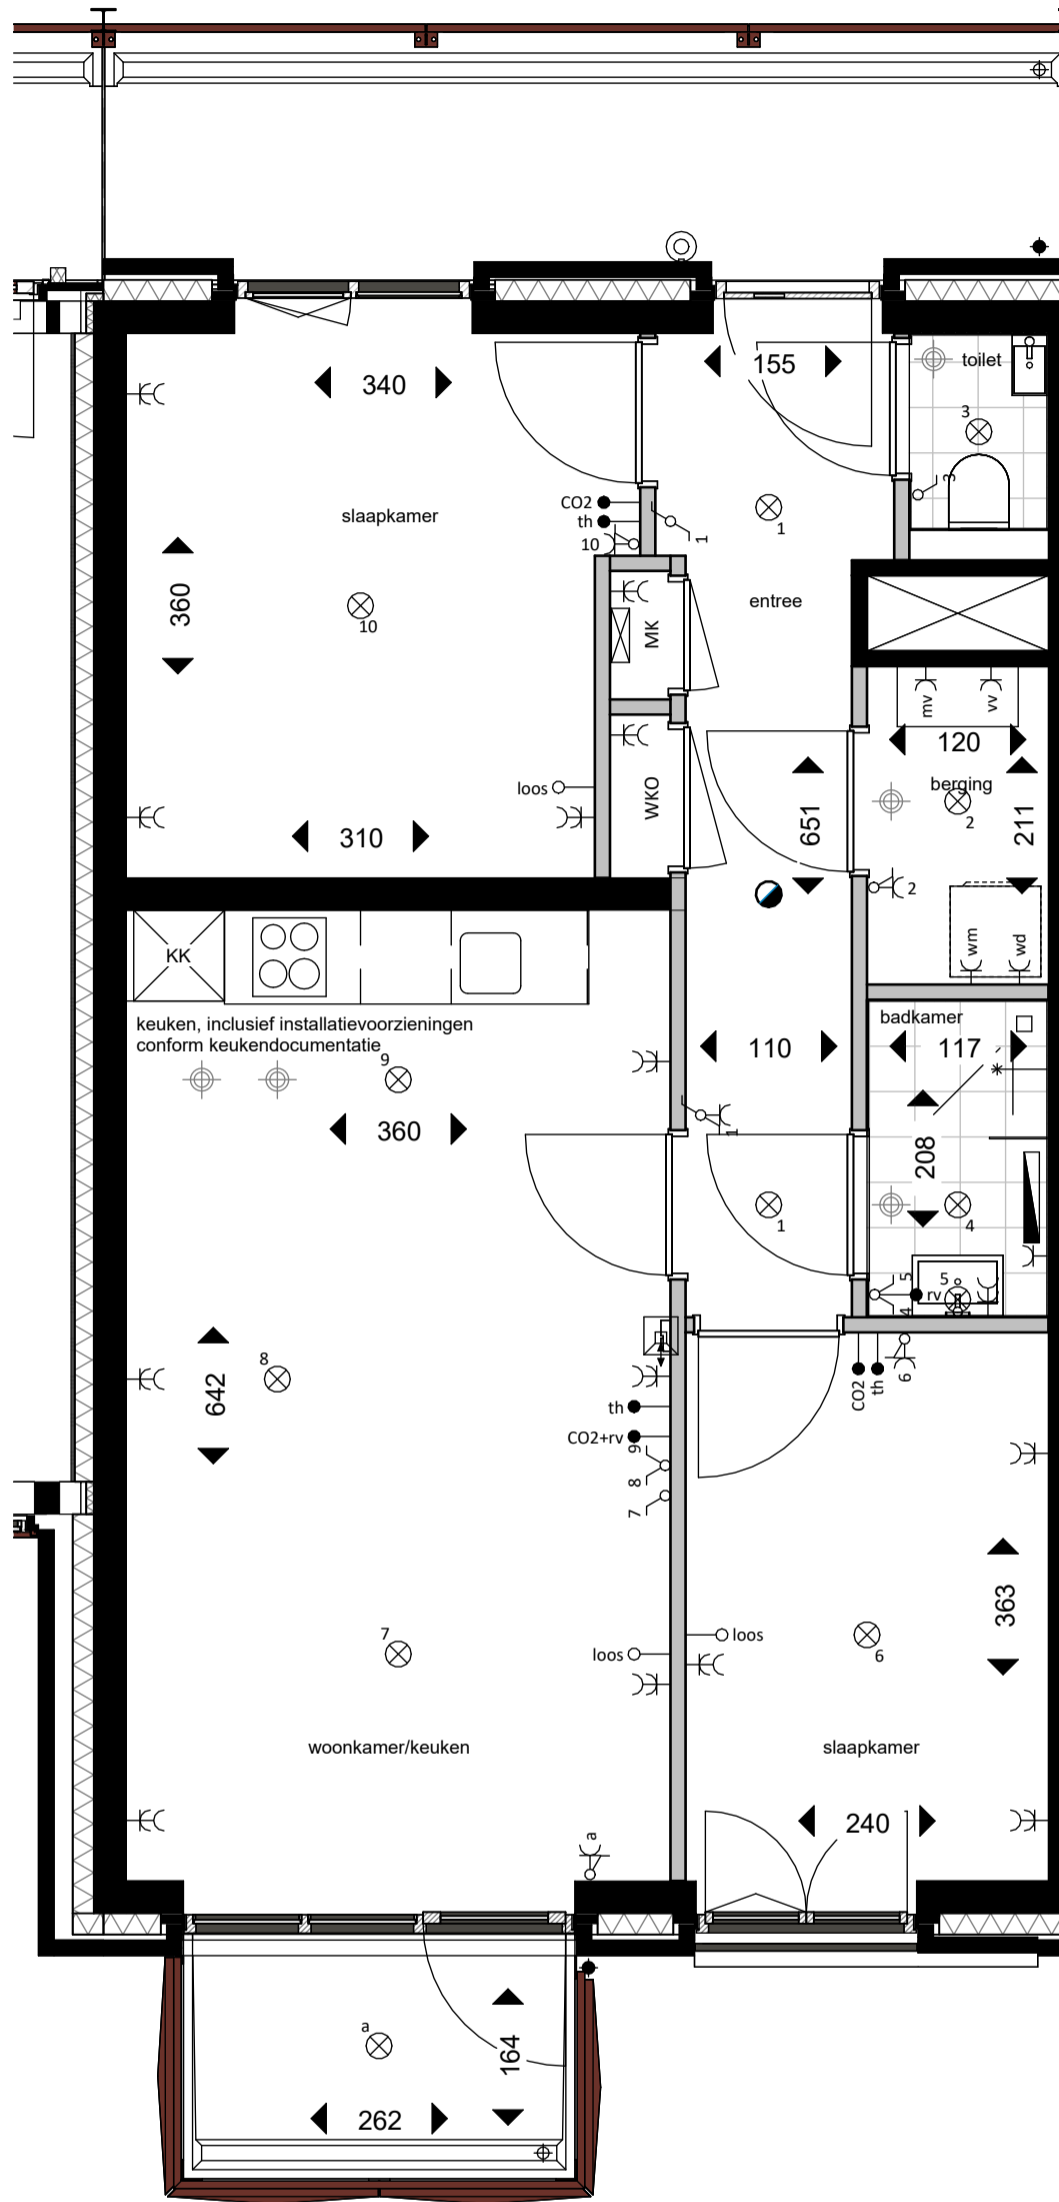 155
toilet
340
3
3
CO2
slaapkamer
th
1
1
10
360
entree
10
MK
mv
vv
120
berging
loos
WKO
651
2
211
310
2
wm
wd
KK
badkamer
keuken, inclusief installatievoorzieningen
conform keukendocumentatie
9
110
117
360
1
208
1
4
5
5
rv
4
8
642
CO2
th
6
th
CO2+rv
9
8
7
363
7
loos
loos
6
woonkamer/keuken
slaapkamer
240
a
a
164
262